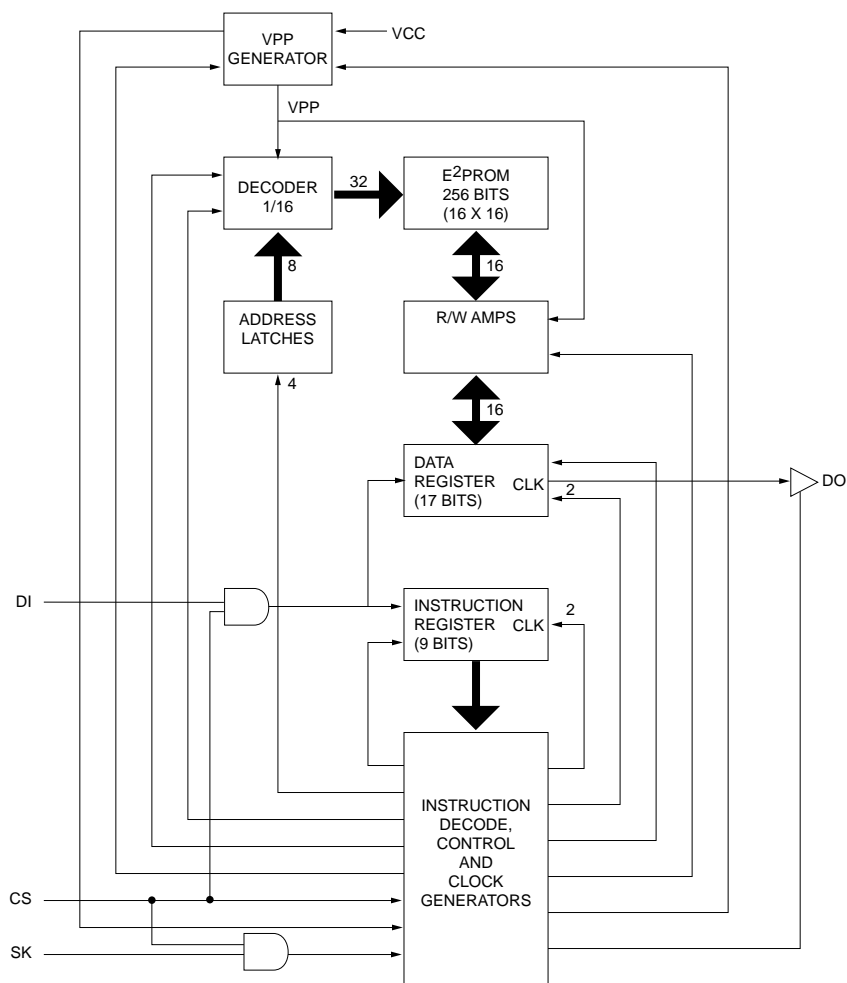 VPP
GENERATOR
VCC
VPP
DECODER
1/16
32
E2PROM
256 BITS
(16 X 16)
8
16
ADDRESS
LATCHES
R/W AMPS
4
16
DATA
REGISTER
(17 BITS)
CLK
2
DO
DI
INSTRUCTION
REGISTER
(9 BITS)
CLK
2
INSTRUCTION
DECODE,
CONTROL
AND
CLOCK
GENERATORS
CS
SK